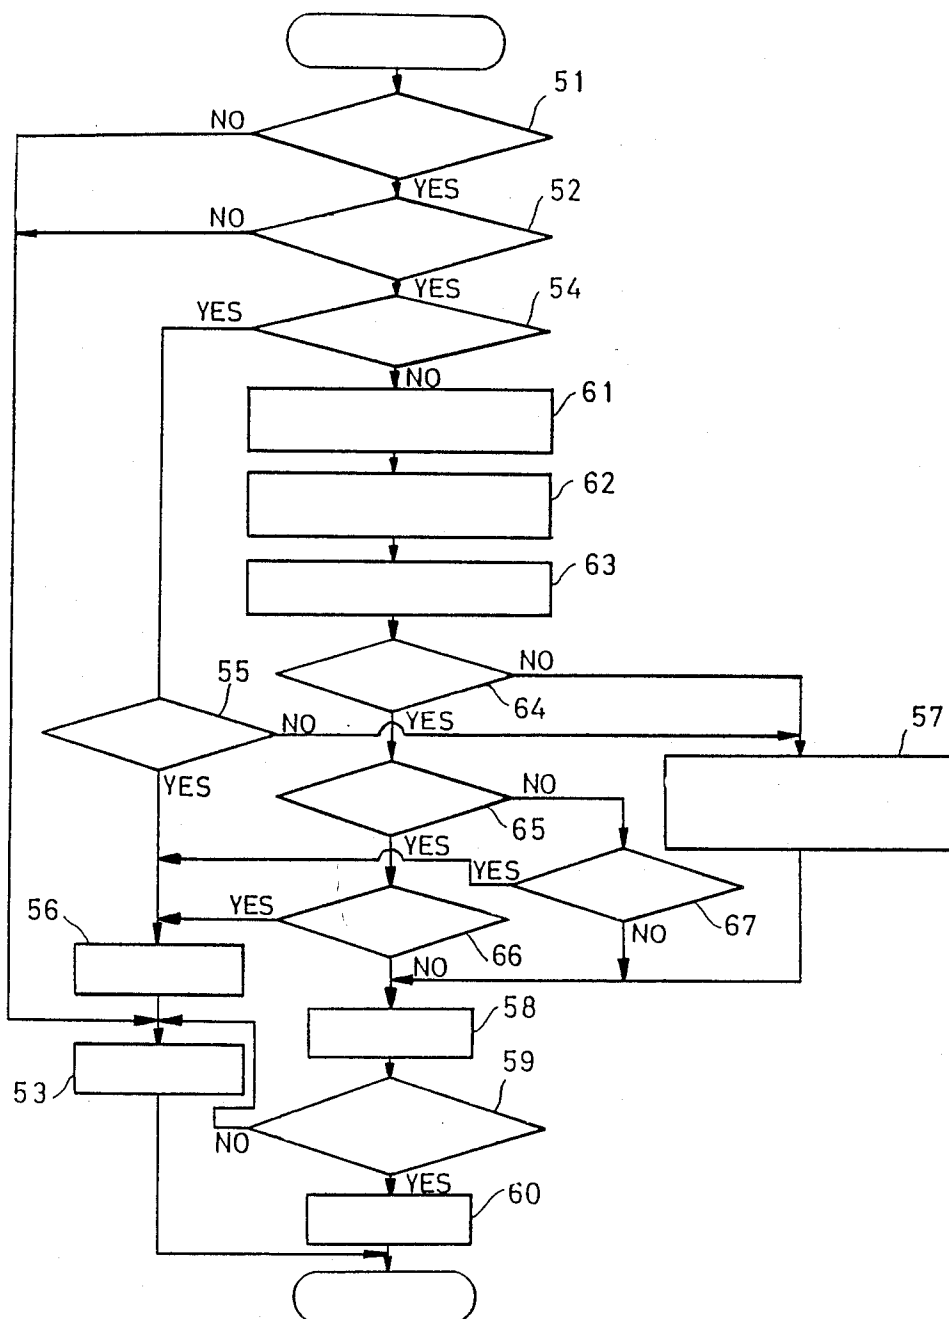 51
NO
YES
52
NO
YES
54
YES
NO
61
62
63
NO
55
64
YES
NO
57
YES
NO
65
YES
YES
YES
67
56
66
NO
NO
58
53
59
NO
YES
60